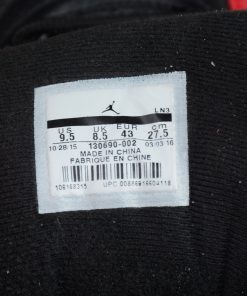 LN3
US UK EUR cm
9.5 8.5 43 27.5
10/28/15 130690-002 03/03/16
MADE IN CHINA
FABRIQUE EN CHINE
UPC